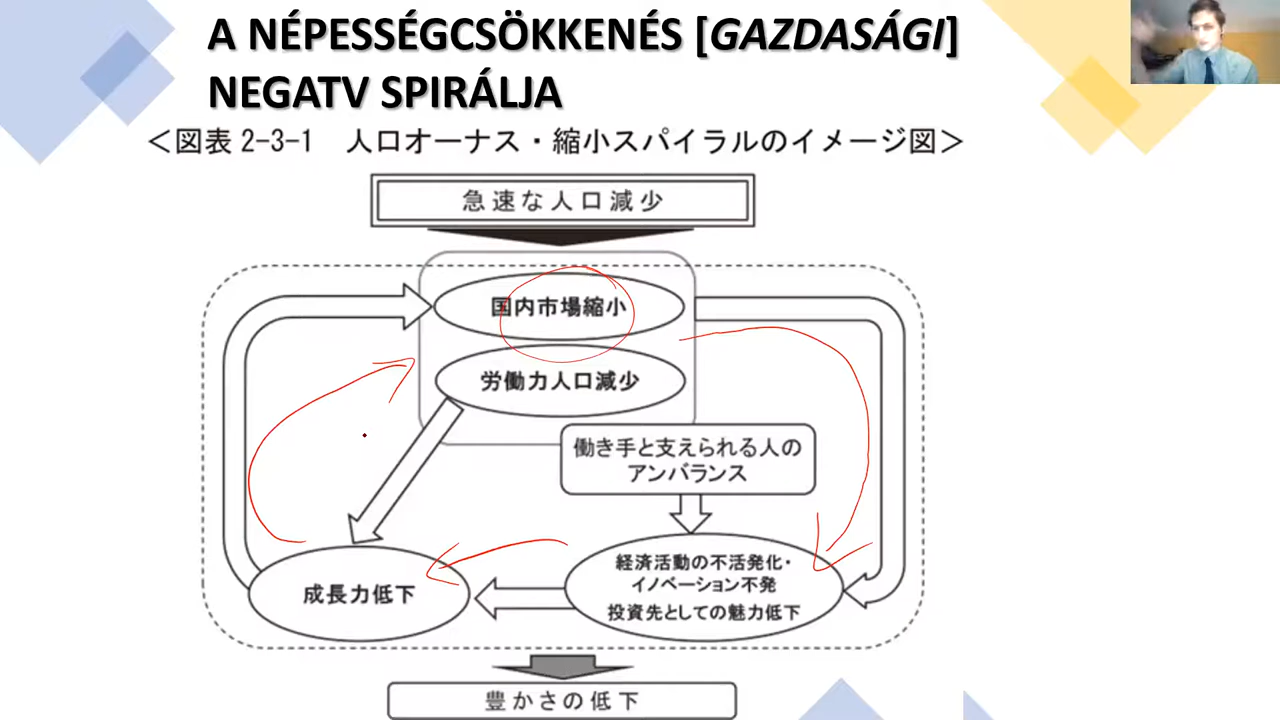 A NÉPESSÉGCSÖKKENÉS [GAZDASÁGI]
NEGATV SPIRÁLJA
＜図表 2-3-1　人口オーナス・縮小スパイラルのイメージ図＞
急速な人口減少
国内市場縮小
労働力人口減少
働き手と支えられる人の
アンバランス
経済活動の不活発化・
イノベーション不発
投資先としての魅力低下
成長力低下
豊かさの低下